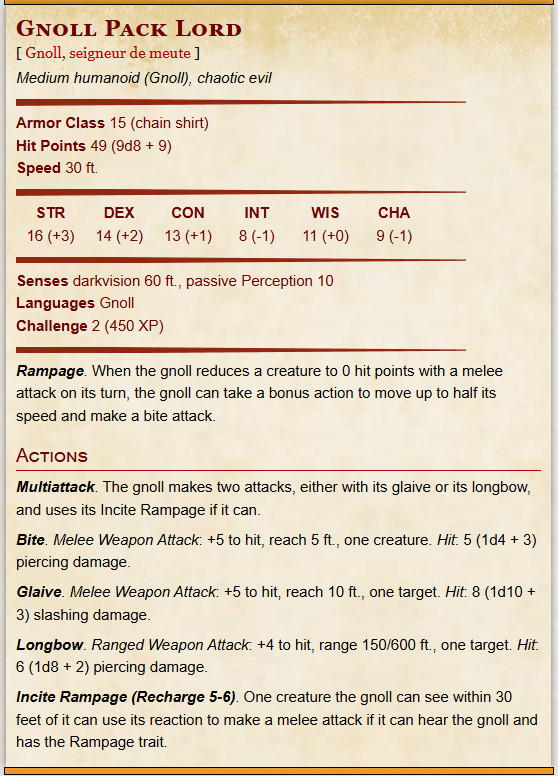 Gnoll Pack Lord
[ Gnoll, seigneur de meute ]
Medium humanoid (Gnoll), chaotic evil
Armor Class 15 (chain shirt)
Hit Points 49 (9d8 + 9)
Speed 30 ft.
STR DEX CON INT WIS CHA
16 (+3) 14 (+2) 13 (+1) 8 (-1) 11 (+0) 9 (-1)
Senses darkvision 60 ft., passive Perception 10
Languages Gnoll
Challenge 2 (450 XP)
Rampage. When the gnoll reduces a creature to 0 hit points with a melee
attack on its turn, the gnoll can take a bonus action to move up to half its
speed and make a bite attack.
Actions
Multiattack. The gnoll makes two attacks, either with its glaive or its longbow,
and uses its Incite Rampage if it can.
Bite. Melee Weapon Attack: +5 to hit, reach 5 ft., one creature. Hit: 5 (1d4 + 3)
piercing damage.
Glaive. Melee Weapon Attack: +5 to hit, reach 10 ft., one target. Hit: 8 (1d10 +
3) slashing damage.
Longbow. Ranged Weapon Attack: +4 to hit, range 150/600 ft., one target. Hit:
6 (1d8 + 2) piercing damage.
Incite Rampage (Recharge 5-6). One creature the gnoll can see within 30
feet of it can use its reaction to make a melee attack if it can hear the gnoll and
has the Rampage trait.